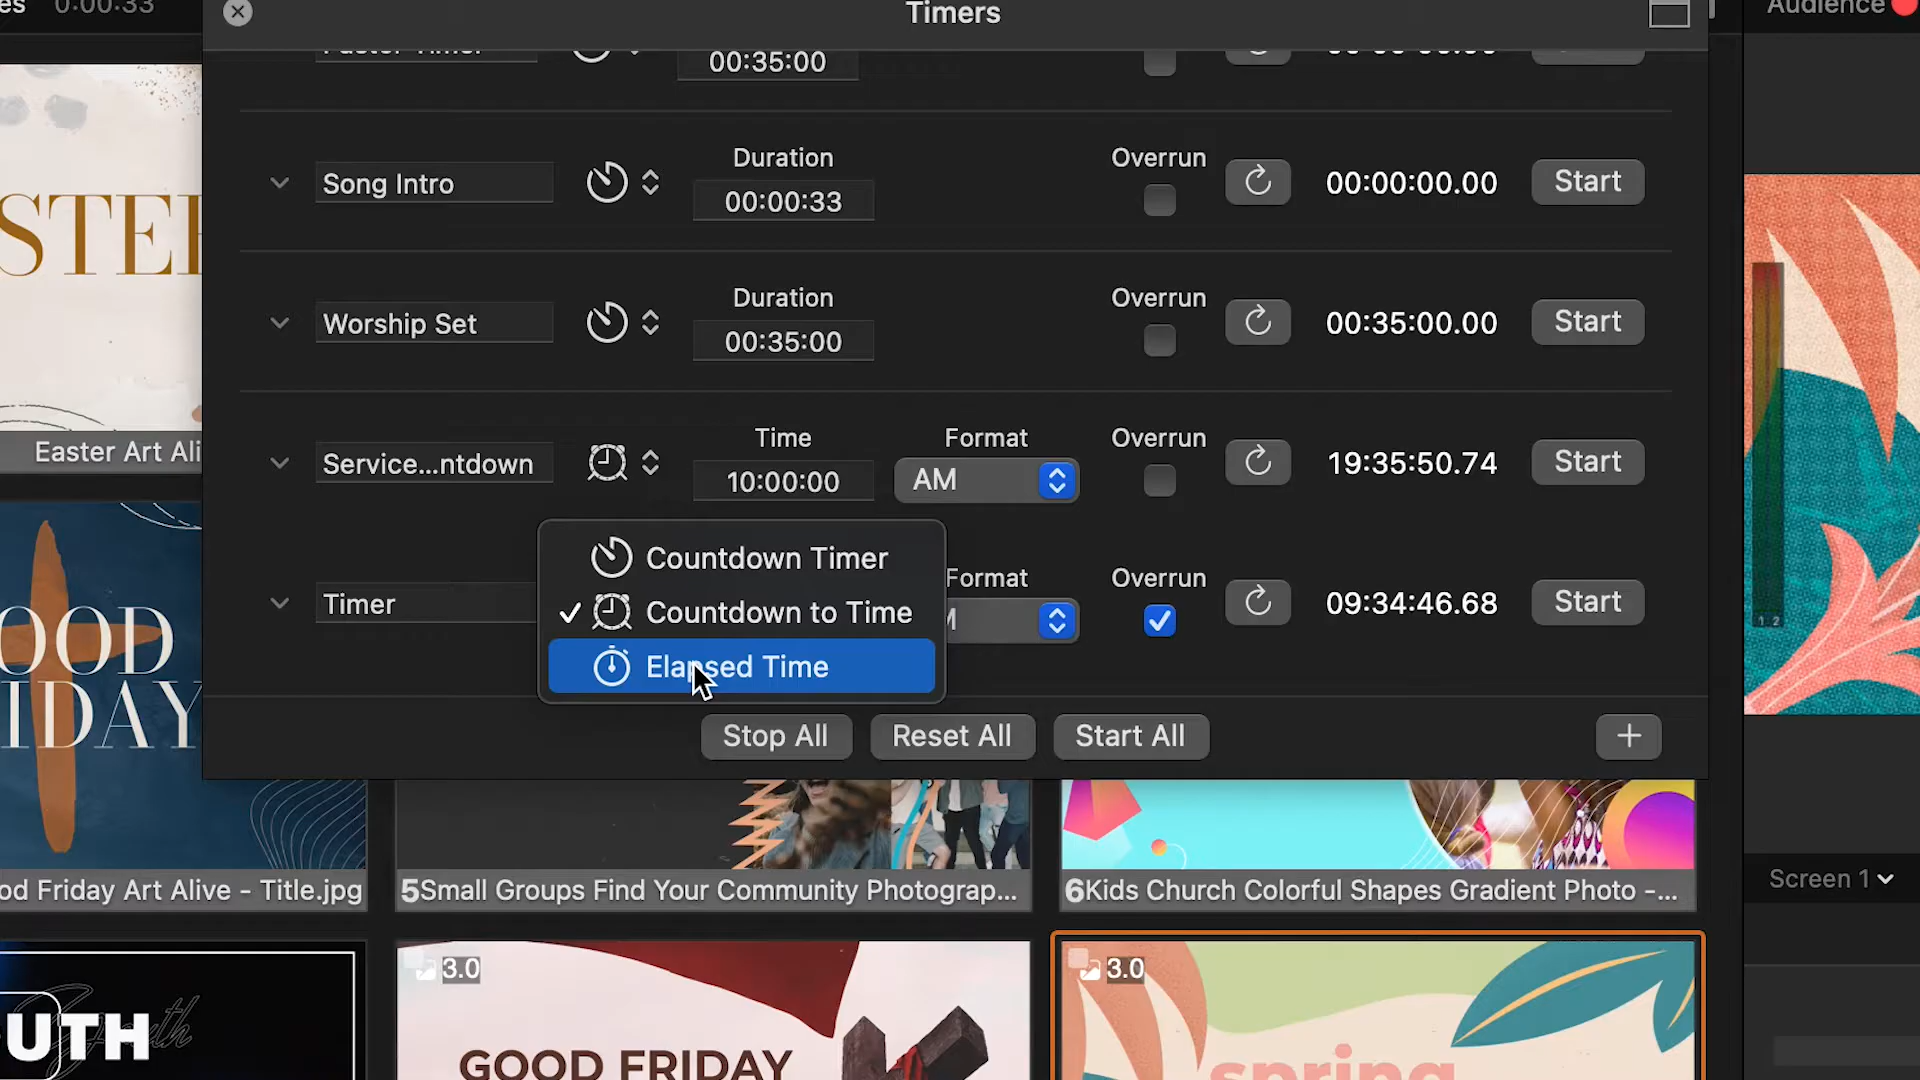 es 0:00:33
Timers
Audience
00:35:00
Duration
Overrun
Song Intro
00:00:33
00:00:00.00
Start
STER
Duration
Overrun
Worship Set
00:35:00
00:35:00.00
Start
Time
Format
Overrun
Easter Art Ali
Service...ntdown
10:00:00
AM
19:35:50.74
Start
Countdown Timer
Format
Overrun
Timer
✓ Countdown to Time
M
09:34:46.68
Start
Elapsed Time
OOD
IDAY
Stop All
Reset All
Start All
+
1 2
od Friday Art Alive - Title.jpg
5Small Groups Find Your Community Photograp...
6Kids Church Colorful Shapes Gradient Photo -...
Screen 1
3.0
3.0
UTH
GOOD FRIDAY
spring